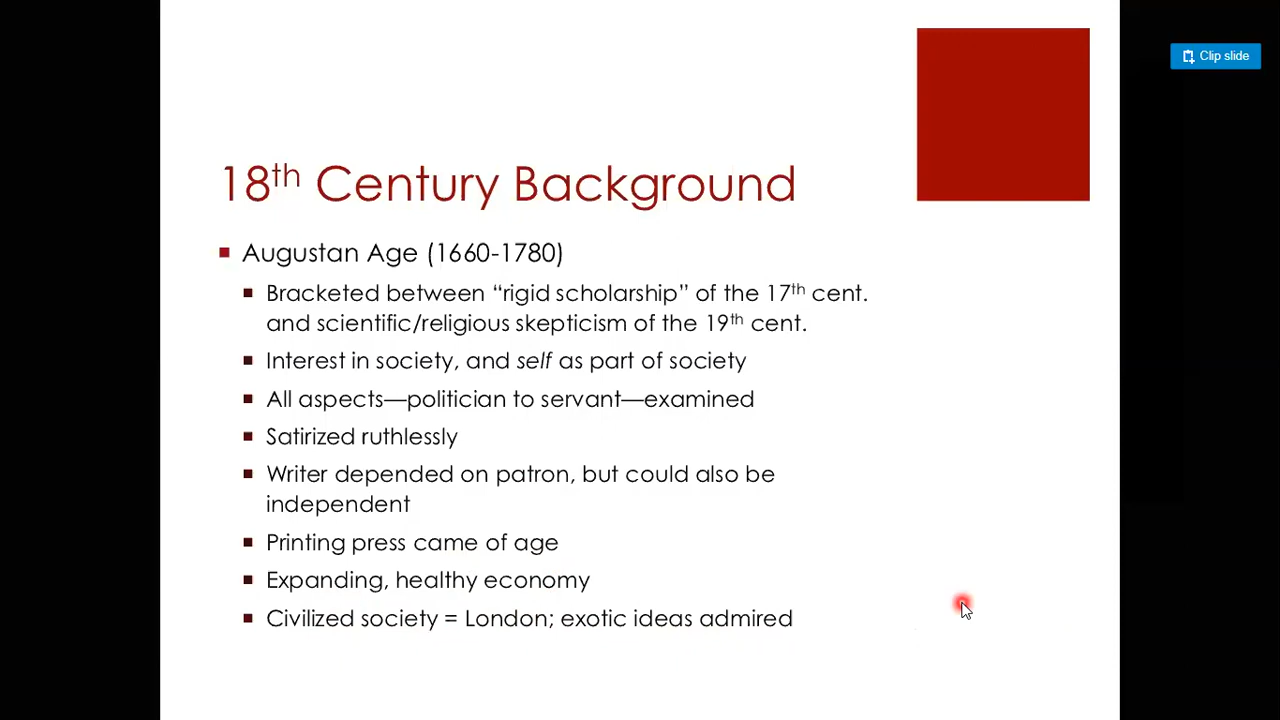 Clip slide
18th Century Background
Augustan Age (1660-1780)
Bracketed between “rigid scholarship” of the 17th cent.
and scientific/religious skepticism of the 19th cent.
Interest in society, and self as part of society
All aspects—politician to servant—examined
Satirized ruthlessly
Writer depended on patron, but could also be
independent
Printing press came of age
Expanding, healthy economy
Civilized society = London; exotic ideas admired